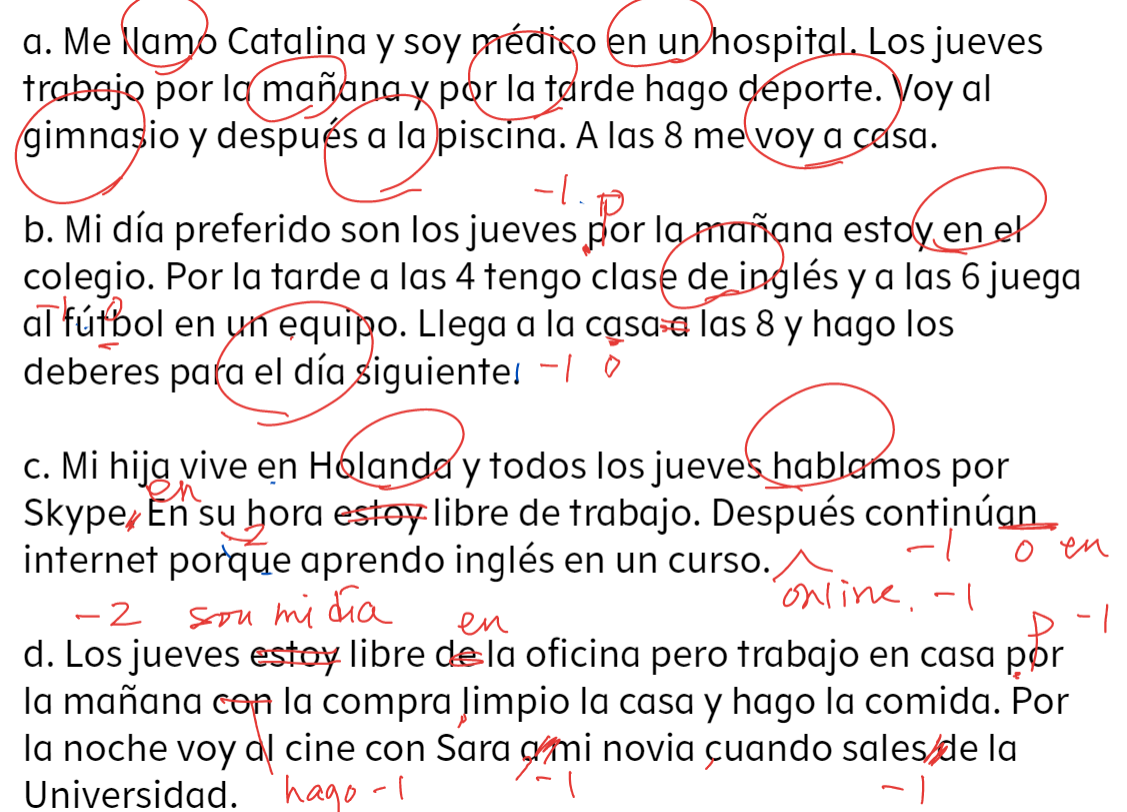 a. Me llamo Catalina y soy médico en un hospital. Los jueves
trabajo por la mañana y por la tarde hago deporte. Voy al
gimnasio y después a la piscina. A las 8 me voy a casa.
-1. P
b. Mi día preferido son los jueves por la mañana estoy en el
colegio. Por la tarde a las 4 tengo clase de inglés y a las 6 juega
-1 o
al fútbol en un equipo. Llega a la casa a las 8 y hago los
deberes para el día siguiente. -1 o
c. Mi hija vive en Holanda y todos los jueves hablamos por
en
Skype. En su hora estoy libre de trabajo. Después continúan
-2 -1 o en
internet porque aprendo inglés en un curso.
online. -1
-2 son mi día en P -1
d. Los jueves estoy libre de la oficina pero trabajo en casa por
la mañana con la compra limpio la casa y hago la comida. Por
la noche voy al cine con Sara a mi novia cuando sales de la
Universidad. hago -1 -1 -1